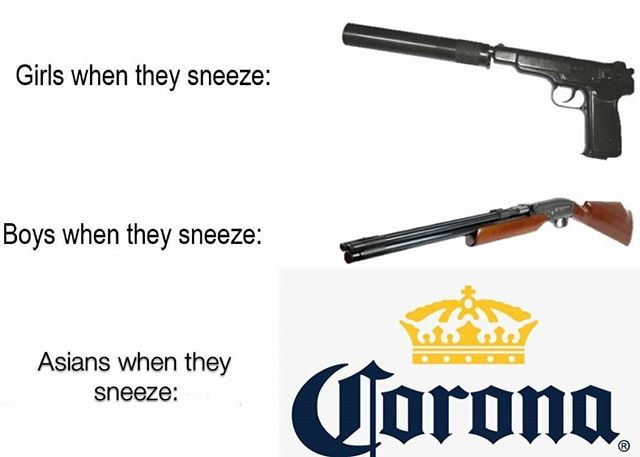 Girls when they sneeze:
Boys when they sneeze:
Asians when they
sneeze:
Corona®